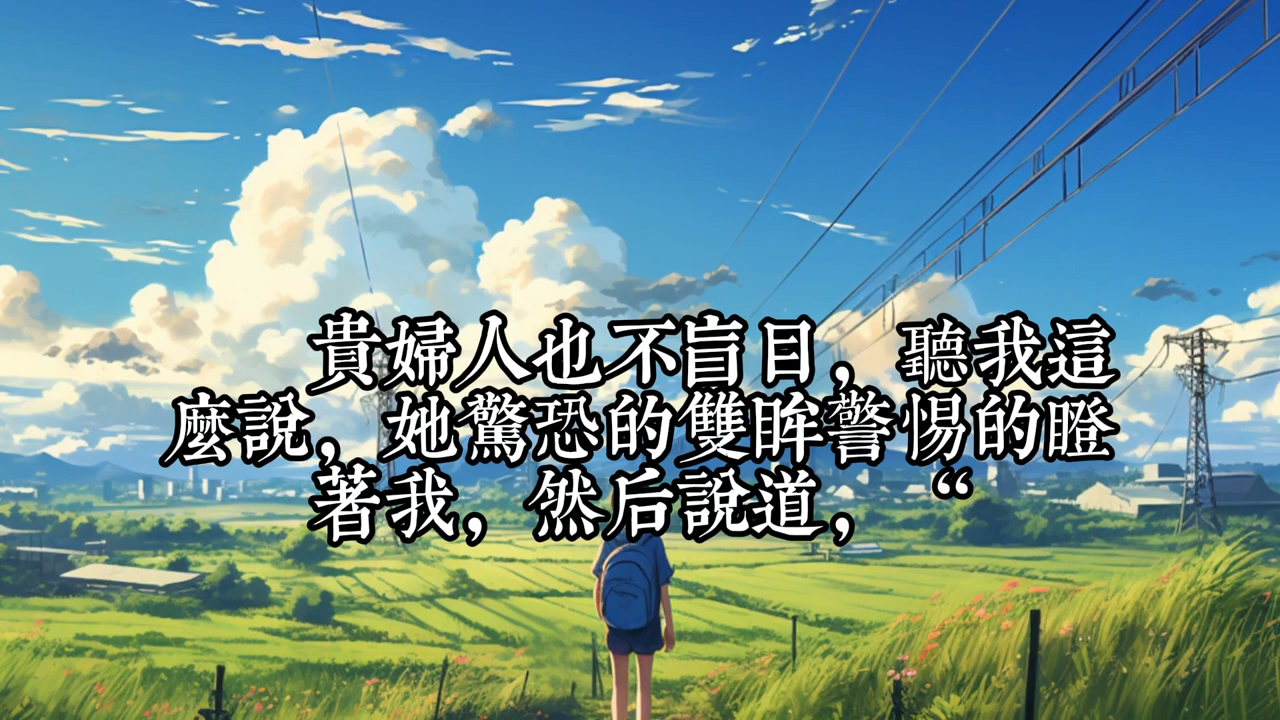 貴婦人也不盲目，聽我這
麼說，她驚恐的雙眸警惕的瞪
著我，然后說道，“